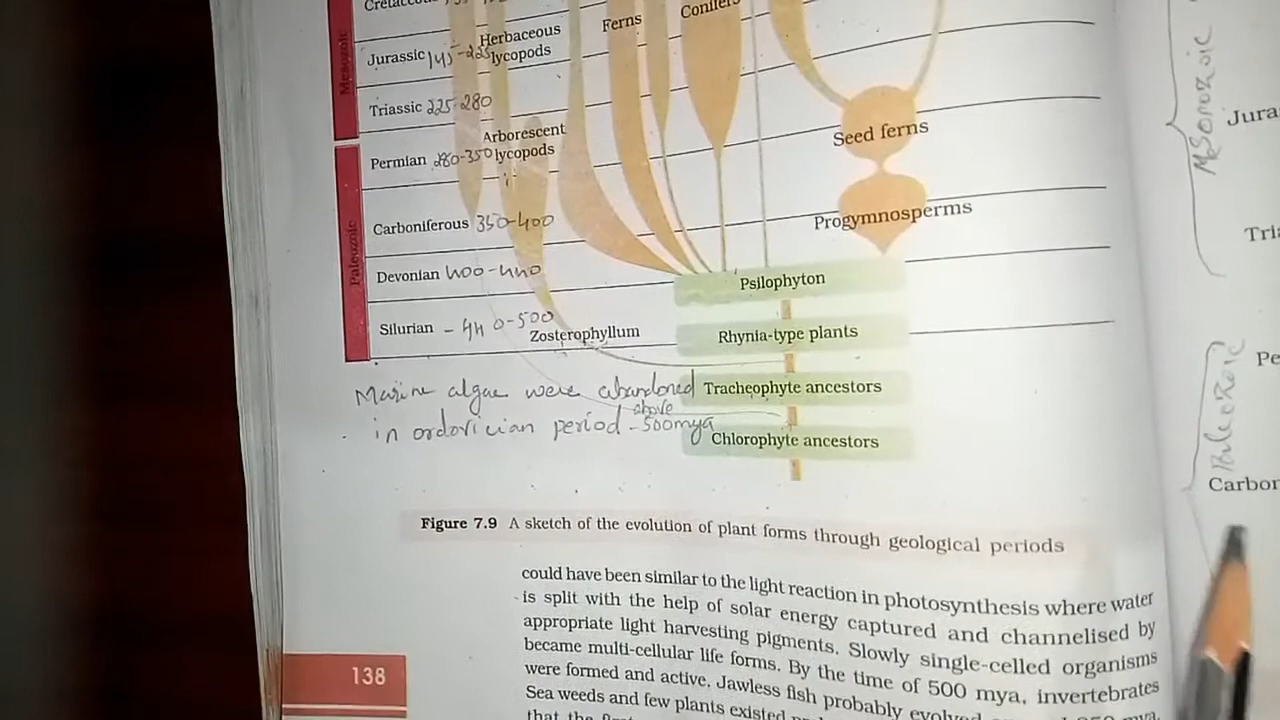 Mesozoic
Conifers
Ferns
Herbaceous
lycopods
Jurassic 145-225
Triassic 225-280
Arborescent
lycopods
Permian 280-350
Seed ferns
Progymnosperms
Paleozoic
Carboniferous 350-400
Devonian 400-440
Psilophyton
Silurian - 440-500
Zosterophyllum
Rhynia-type plants
Marine algae were abandoned
Tracheophyte ancestors
above
in ordovician period - 500mya
Chlorophyte ancestors
Figure 7.9 A sketch of the evolution of plant forms through geological periods
could have been similar to the light reaction in photosynthesis where water
is split with the help of solar energy captured and channelised by
appropriate light harvesting pigments. Slowly single-celled organisms
became multi-cellular life forms. By the time of 500 mya, invertebrates
were formed and active. Jawless fish probably evolved
Sea weeds and few plants existed
that the
mya.
138
Jura
Tri
Pe
Carbon